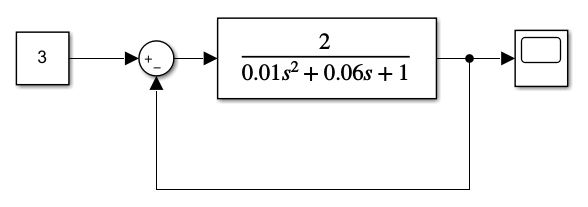 3
+
−
2
0.01s² + 0.06s + 1